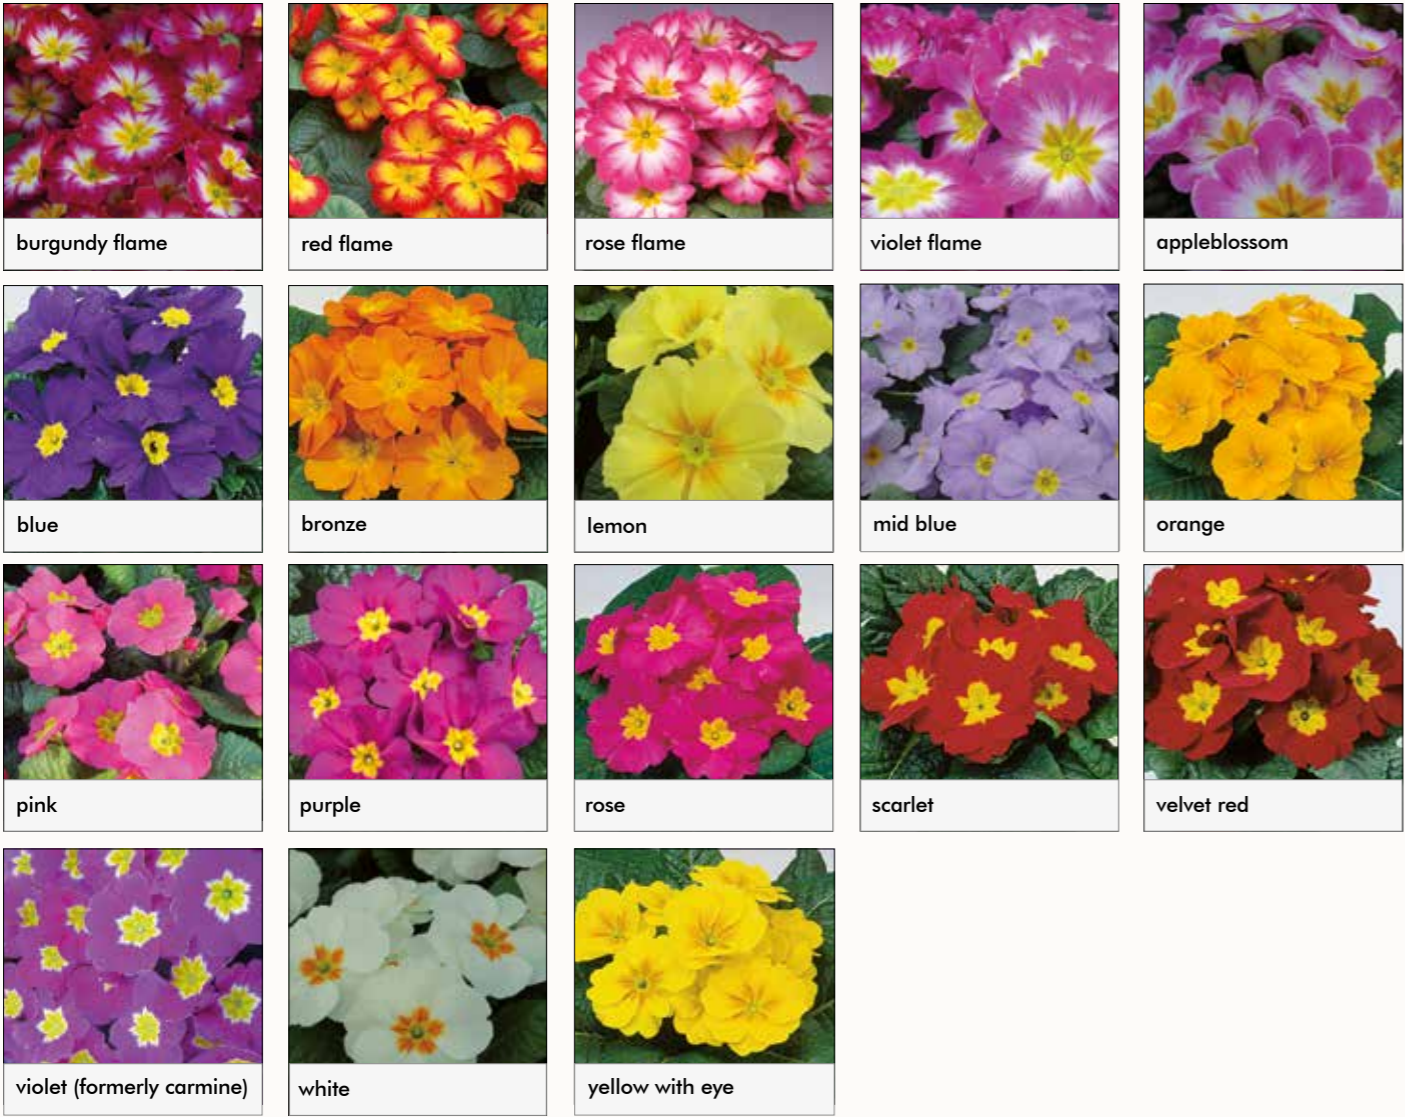 burgundy flame
red flame
rose flame
violet flame
appleblossom
blue
bronze
lemon
mid blue
orange
pink
purple
rose
scarlet
velvet red
violet (formerly carmine)
white
yellow with eye